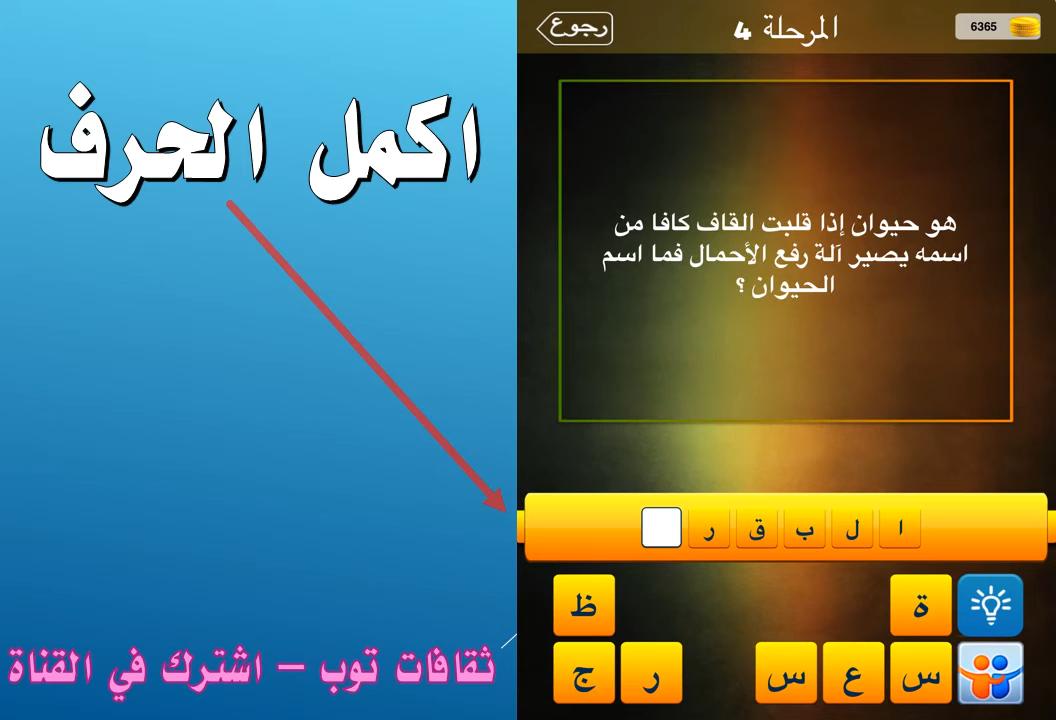 اكمل الحرف
ثقافات توب – اشترك في القناة
رجوع
المرحلة 4
6365
هو حيوان إذا قلبت القاف كافا من
اسمه يصير آلة رفع الأحمال فما اسم
الحيوان ؟
ا ل ب ق ر
ة ظ
س ع س ر ج